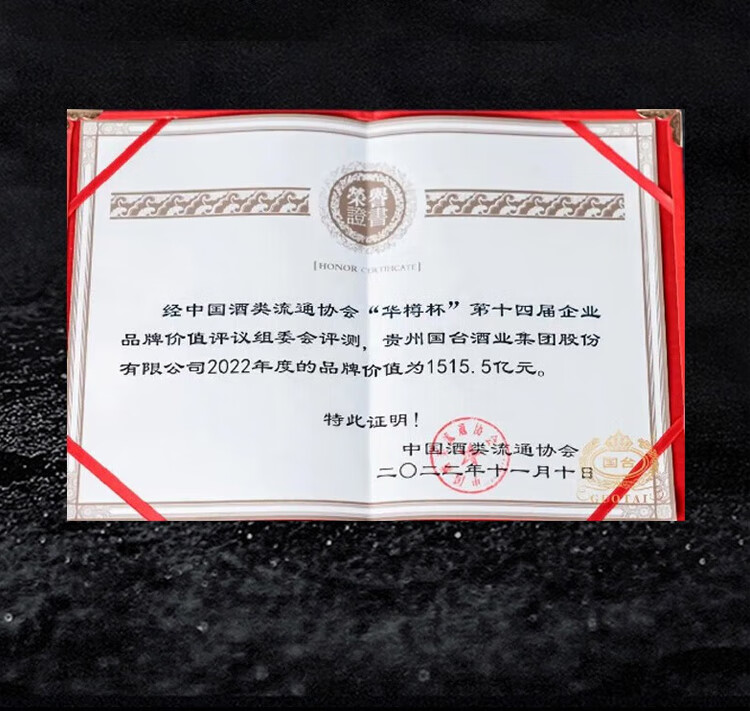 榮譽
證書
[HONOR CERTIFICATE]
经中国酒类流通协会“华樽杯”第十四届企业
品牌价值评议组委会评测，贵州国台酒业集团股份
有限公司2022年度的品牌价值为1515.5亿元。
特此证明！
中国酒类流通协会
二〇二二年十一月十日
国台
GUOTAI